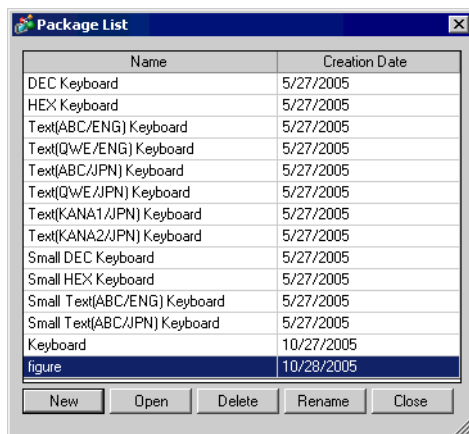 Package List
Name Creation Date
DEC Keyboard 5/27/2005
HEX Keyboard 5/27/2005
Text(ABC/ENG) Keyboard 5/27/2005
Text(QWE/ENG) Keyboard 5/27/2005
Text(ABC/JPN) Keyboard 5/27/2005
Text(QWE/JPN) Keyboard 5/27/2005
Text(KANA1/JPN) Keyboard 5/27/2005
Text(KANA2/JPN) Keyboard 5/27/2005
Small DEC Keyboard 5/27/2005
Small HEX Keyboard 5/27/2005
Small Text(ABC/ENG) Keyboard 5/27/2005
Small Text(ABC/JPN) Keyboard 5/27/2005
Keyboard 10/27/2005
figure 10/28/2005
New Open Delete Rename Close